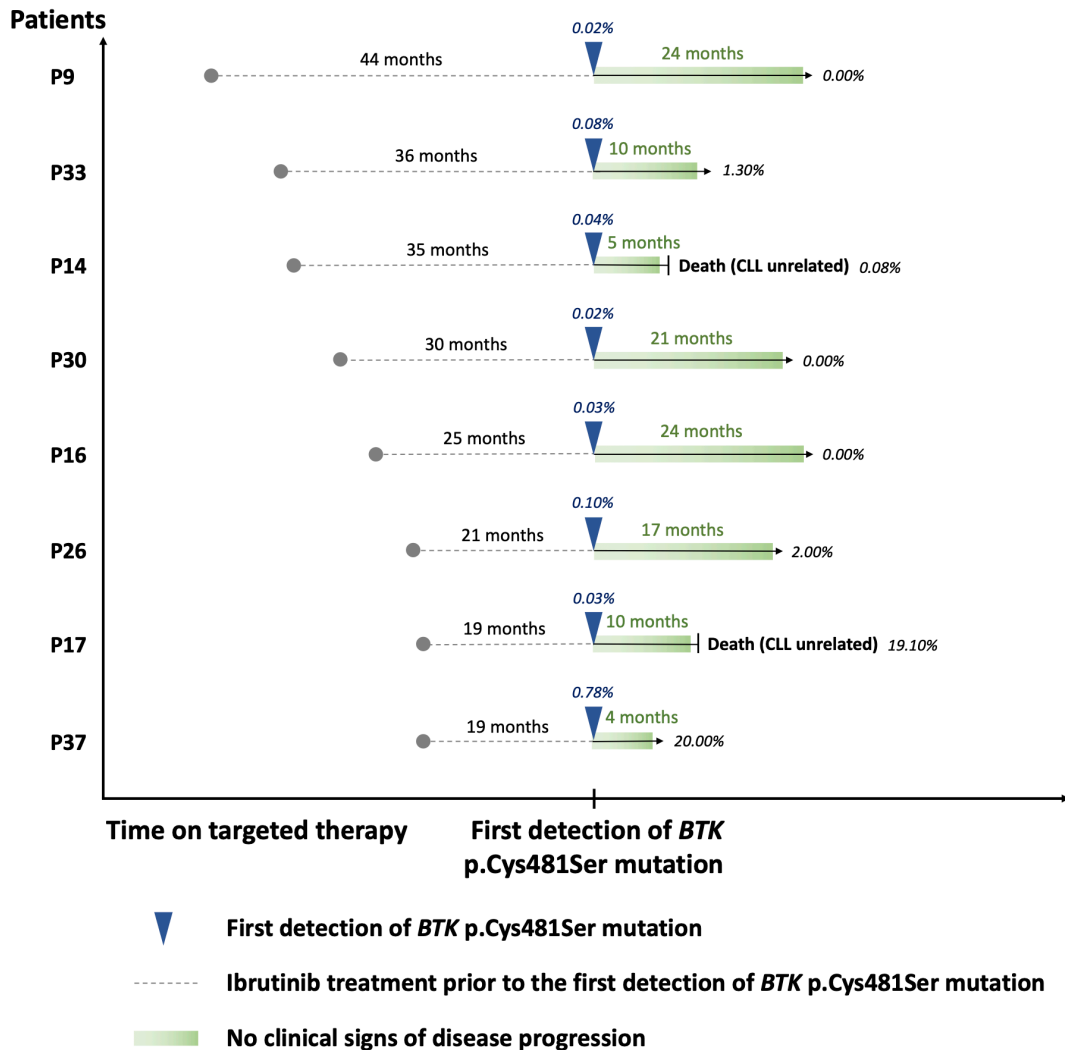 Patients
0.02%
P9
44 months
24 months
0.00%
0.08%
P33
36 months
10 months
1.30%
0.04%
P14
35 months
5 months
Death (CLL unrelated) 0.08%
0.02%
P30
30 months
21 months
0.00%
0.03%
P16
25 months
24 months
0.00%
0.10%
P26
21 months
17 months
2.00%
0.03%
P17
19 months
10 months
Death (CLL unrelated) 19.10%
0.78%
P37
19 months
4 months
20.00%
Time on targeted therapy
First detection of BTK
p.Cys481Ser mutation
First detection of BTK p.Cys481Ser mutation
Ibrutinib treatment prior to the first detection of BTK p.Cys481Ser mutation
No clinical signs of disease progression